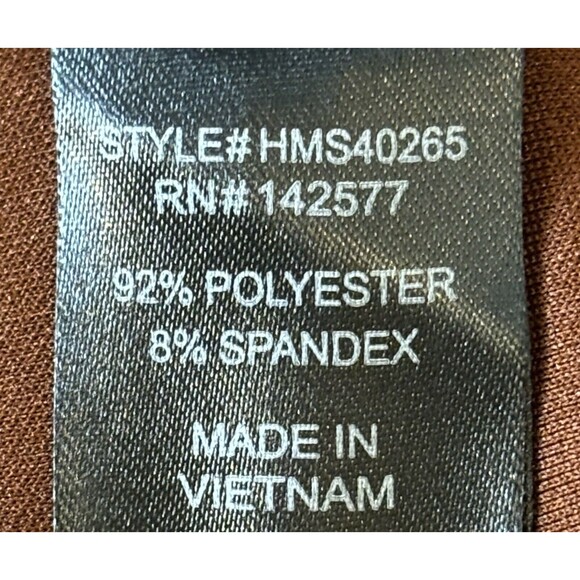 STYLE# HMS40265
RN# 142577
92% POLYESTER
8% SPANDEX
MADE IN
VIETNAM